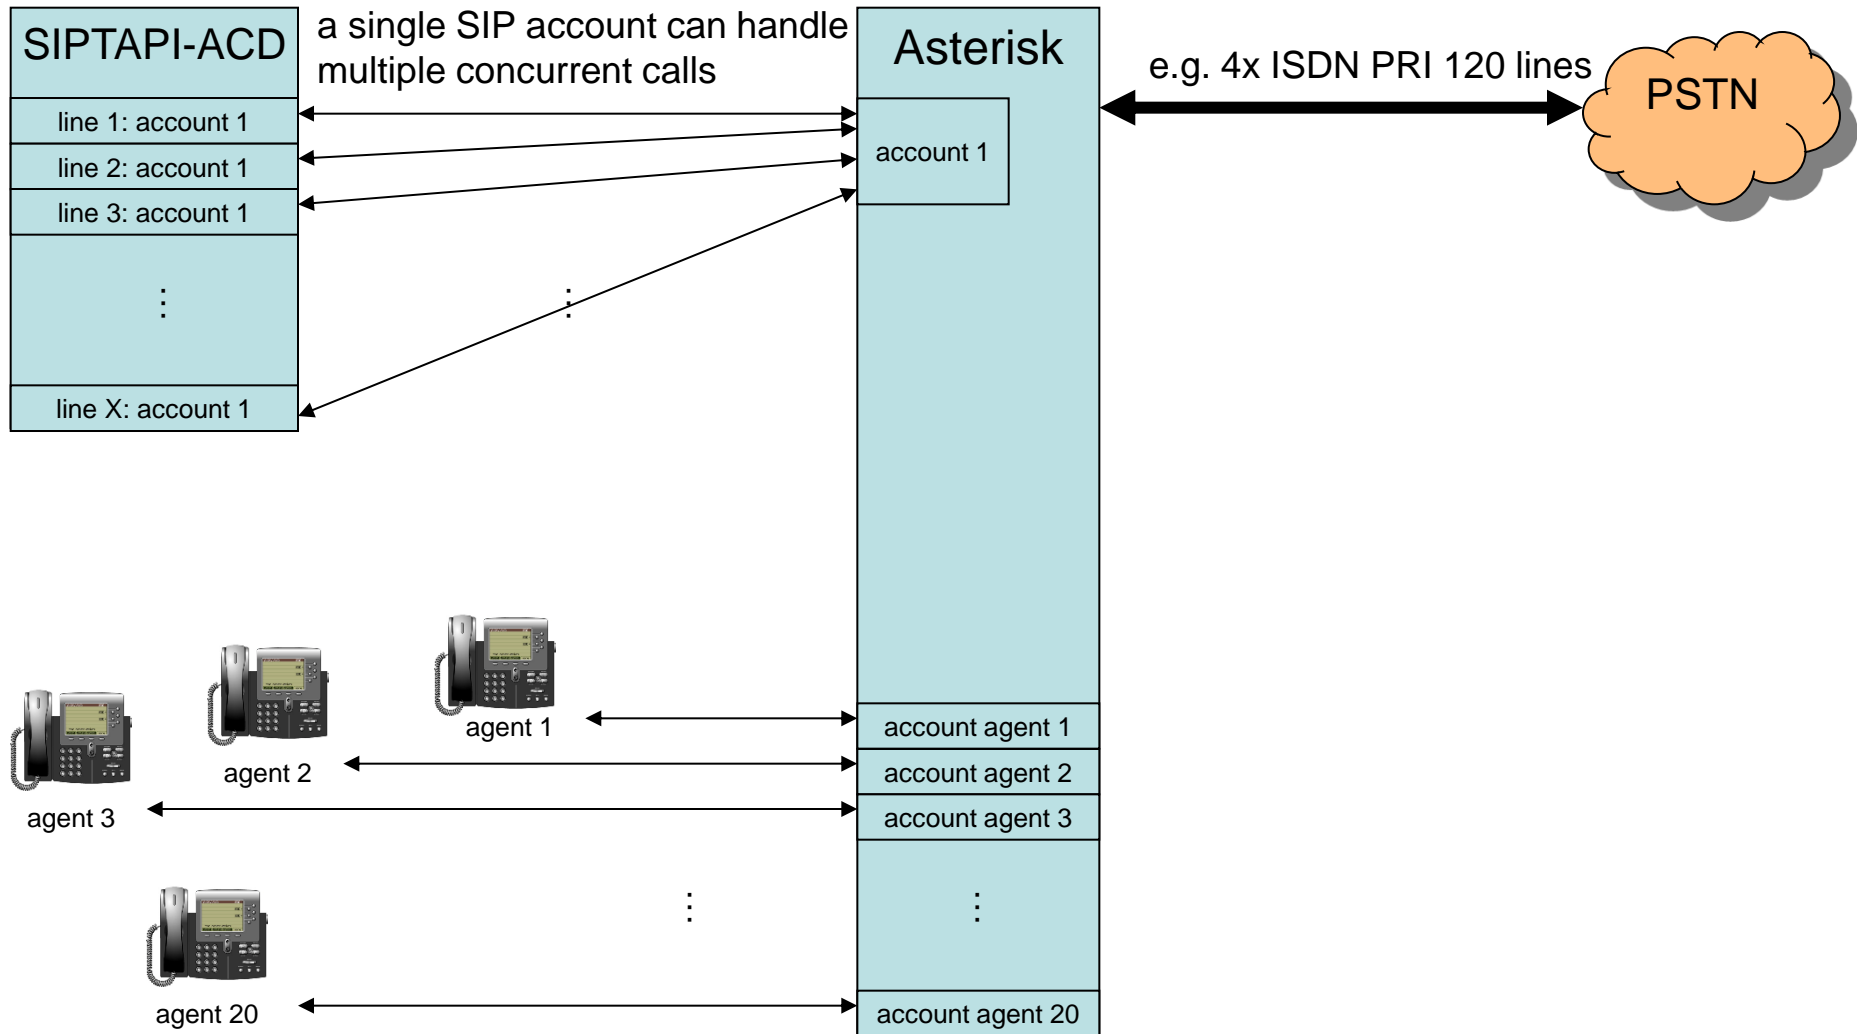 SIPTAPI-ACD
a single SIP account can handle
multiple concurrent calls
Asterisk
e.g. 4x ISDN PRI 120 lines
PSTN
line 1: account 1
line 2: account 1
line 3: account 1
⋮
line X: account 1
⋮
account 1
agent 1
agent 2
agent 3
⋮
agent 20
account agent 1
account agent 2
account agent 3
⋮
account agent 20